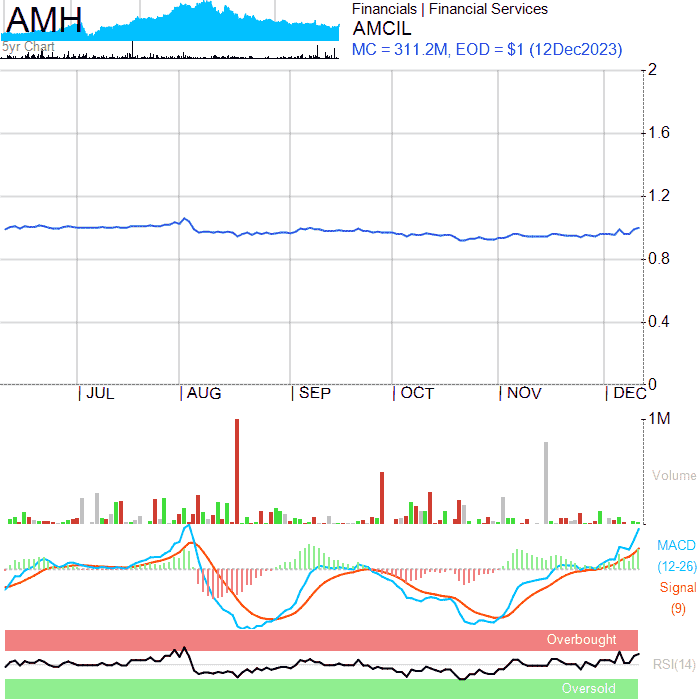 AMH
5yr Chart
Financials | Financial Services
AMCIL
MC = 311.2M, EOD = $1 (12Dec2023)
2
1.6
1.2
0.8
0.4
0
| JUL | AUG | SEP | OCT | NOV | DEC
1M
Volume
MACD
(12-26)
Signal
(9)
Overbought
RSI(14)
Oversold